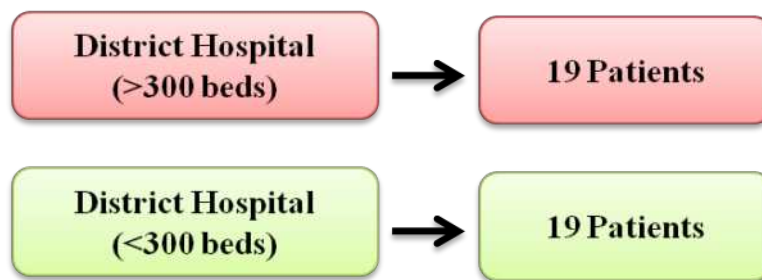 District Hospital
(>300 beds)
19 Patients
District Hospital
(<300 beds)
19 Patients